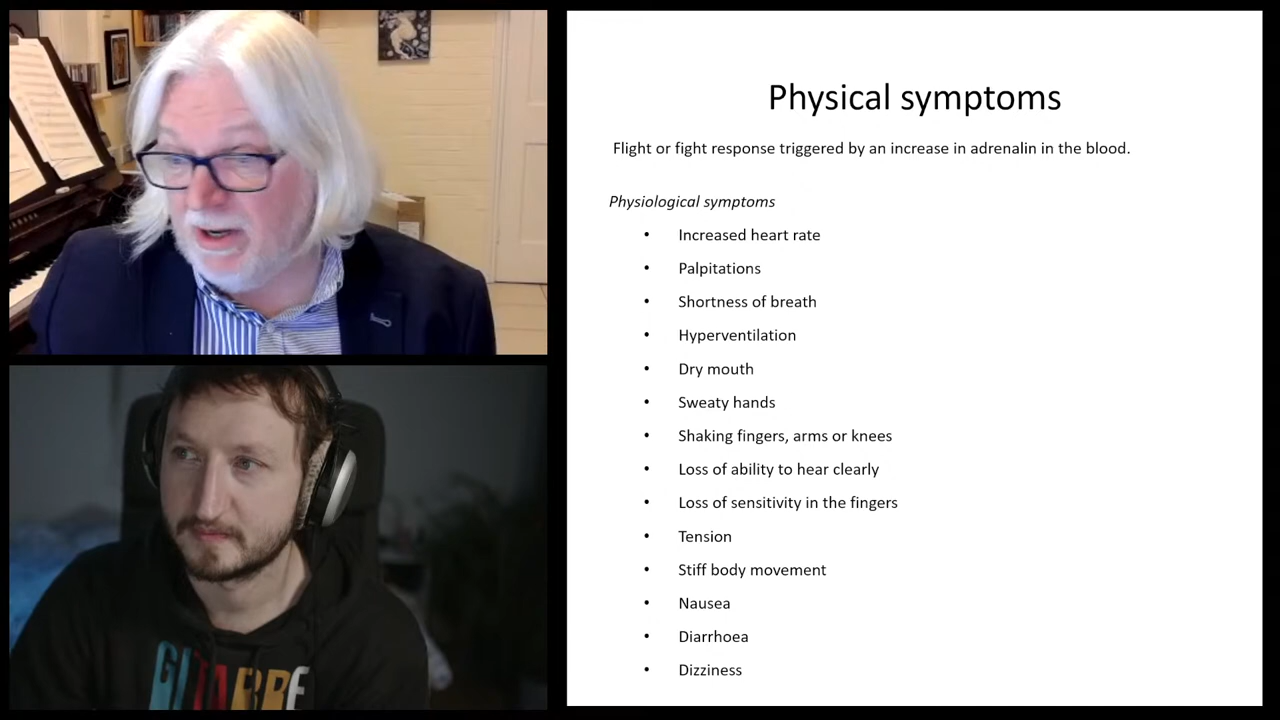 Physical symptoms
Flight or fight response triggered by an increase in adrenalin in the blood.
Physiological symptoms
• Increased heart rate
• Palpitations
• Shortness of breath
• Hyperventilation
• Dry mouth
• Sweaty hands
• Shaking fingers, arms or knees
• Loss of ability to hear clearly
• Loss of sensitivity in the fingers
• Tension
• Stiff body movement
• Nausea
• Diarrhoea
• Dizziness
GITARRE